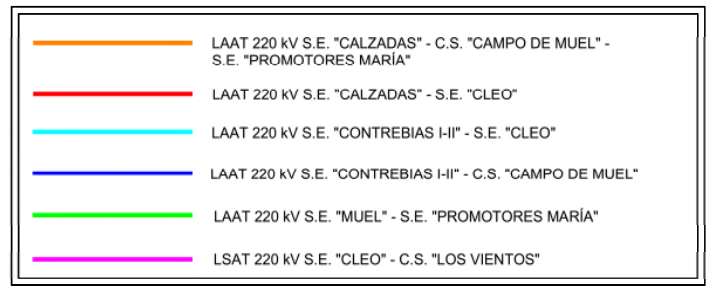 LAAT 220 kV S.E. "CALZADAS" - C.S. "CAMPO DE MUEL" -
S.E. "PROMOTORES MARÍA"
LAAT 220 kV S.E. "CALZADAS" - S.E. "CLEO"
LAAT 220 kV S.E. "CONTREBIAS I-II" - S.E. "CLEO"
LAAT 220 kV S.E. "CONTREBIAS I-II" - C.S. "CAMPO DE MUEL"
LAAT 220 kV S.E. "MUEL" - S.E. "PROMOTORES MARÍA"
LSAT 220 kV S.E. "CLEO" - C.S. "LOS VIENTOS"